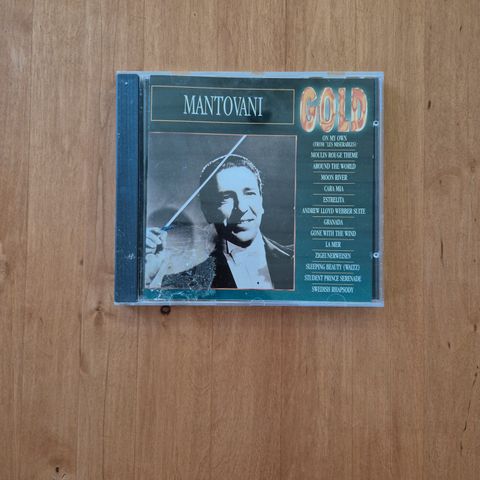 MANTOVANI
GOLD
ON MY OWN
(FROM "LES MISERABLES)
MOULIN ROUGE THEME
AROUND THE WORLD
MOON RIVER
CARA MIA
ESTRELITA
ANDREW LLOYD WEBBER SUITE
GRANADA
GONE WITH THE WIND
LA MER
ZIGEUNERWEISEN
SLEEPING BEAUTY (WALTZ)
STUDENT PRINCE SERENADE
SWEDISH RHAPSODY